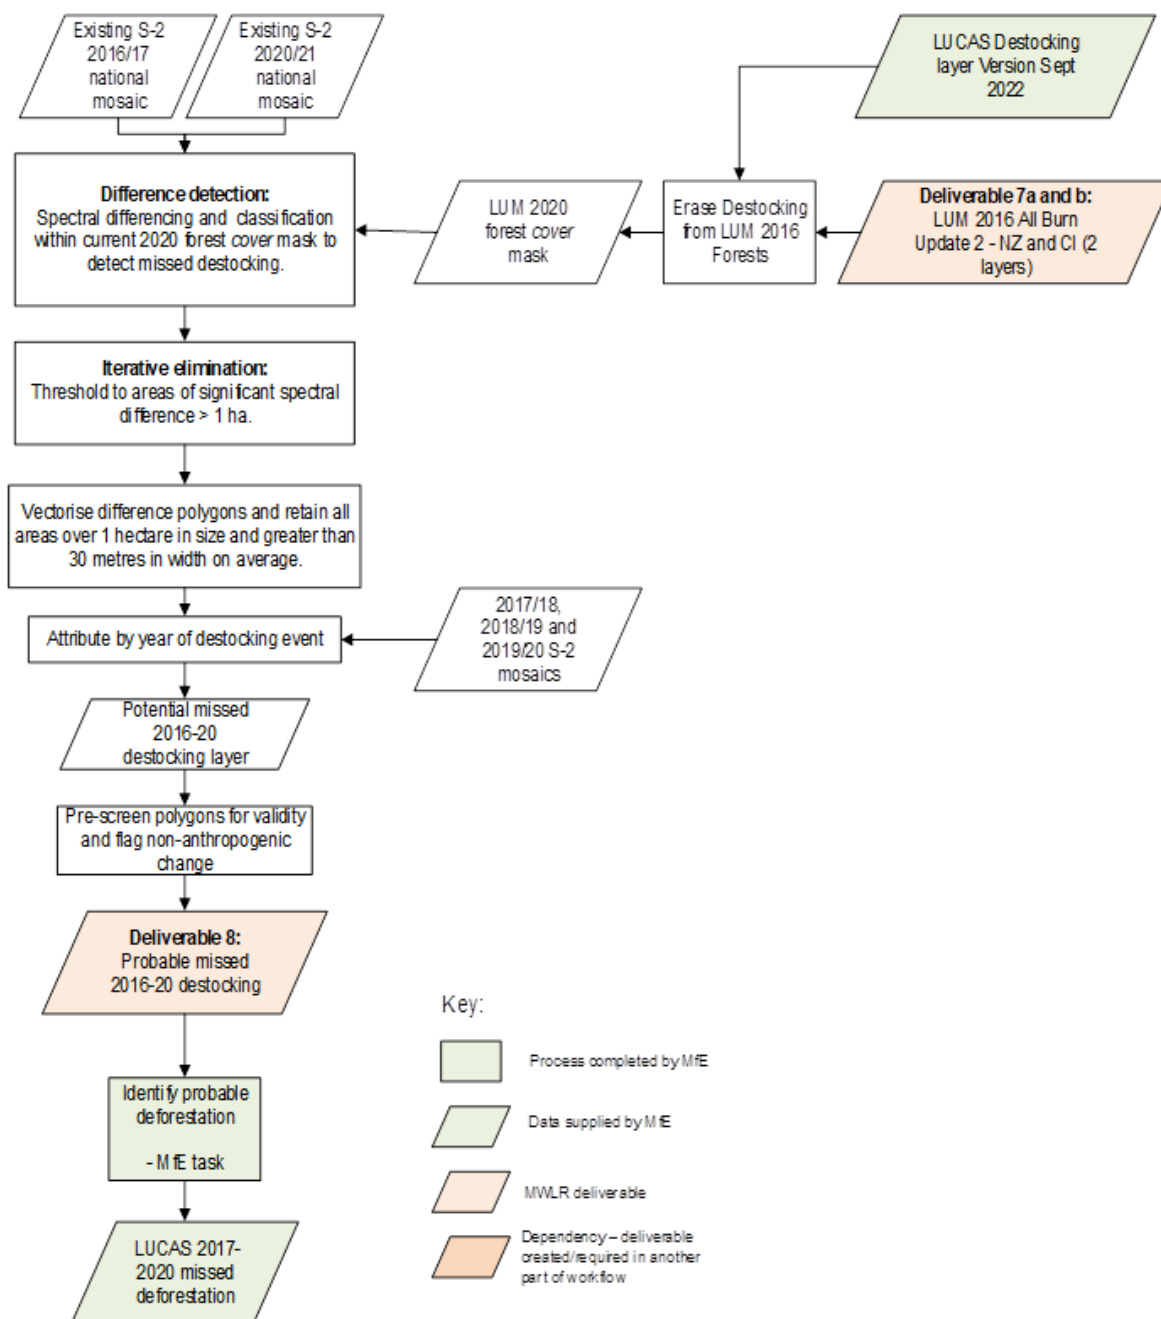 Existing S-2
2016/17
national
mosaic
Existing S-2
2020/21
national
mosaic
LUCAS Destocking
layer Version Sept
2022
Difference detection:
Spectral differencing and classification
within current 2020 forest cover mask to
detect missed destocking.
LUM 2020
forest cover
mask
Erase Destocking
from LUM 2016
Forests
Deliverable 7a and b:
LUM 2016 All Burn
Update 2 - NZ and CI (2
layers)
Iterative elimination:
Threshold to areas of significant spectral
difference > 1 ha.
Vectorise difference polygons and retain all
areas over 1 hectare in size and greater than
30 metres in width on average.
Attribute by year of destocking event
2017/18,
2018/19 and
2019/20 S-2
mosaics
Potential missed
2016-20
destocking layer
Pre-screen polygons for validity
and flag non-anthropogenic
change
Deliverable 8:
Probable missed
2016-20 destocking
Identify probable
deforestation
- MfE task
LUCAS 2017-
2020 missed
deforestation
Key:
Process completed by MfE
Data supplied by MfE
MWLR deliverable
Dependency – deliverable
created/required in another
part of workflow